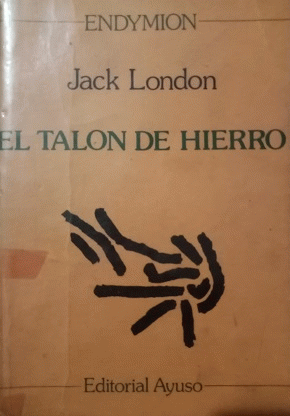 ENDYMION
Jack London
EL TALON DE HIERRO
Editorial Ayuso